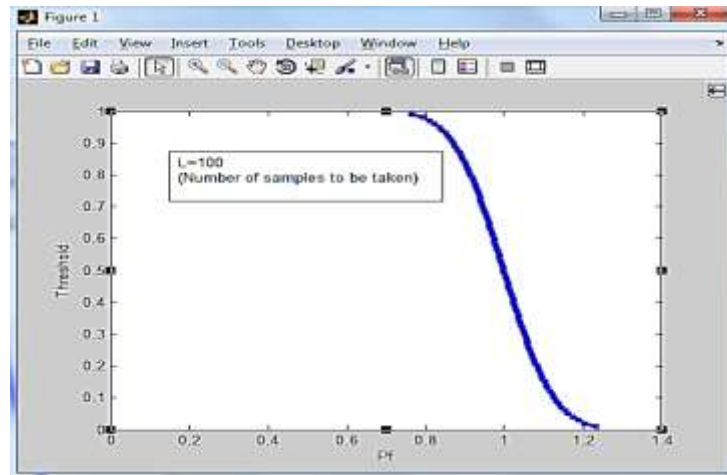 Figure 1
File Edit View Insert Tools Desktop Window Help
L=100
(Number of samples to be taken)
1
0.9
0.8
0.7
0.6
0.5
0.4
0.3
0.2
0.1
0
Threshold
0 0.2 0.4 0.6 0.8 1 1.2 1.4
Pf